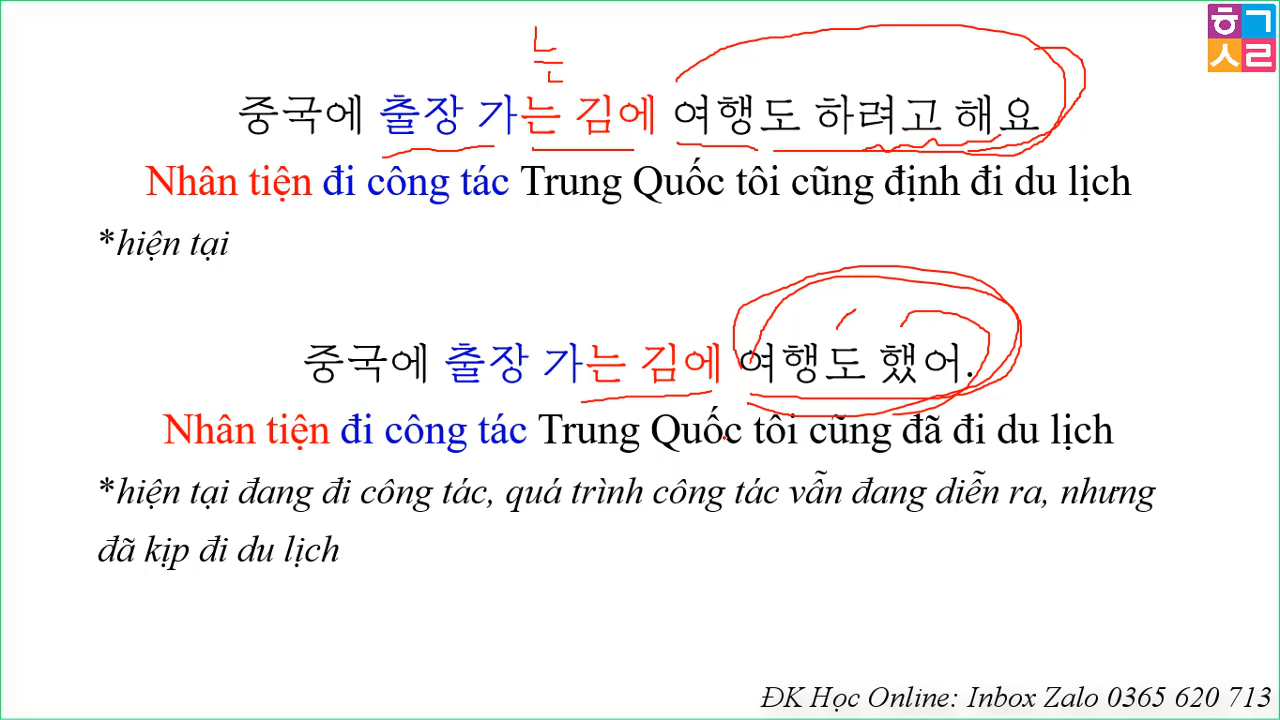 ㅎㄱ
ㅅㄹ
는
중국에 출장 가는 김에 여행도 하려고 해요
Nhân tiện đi công tác Trung Quốc tôi cũng định đi du lịch
*hiện tại
중국에 출장 가는 김에 여행도 했어.
Nhân tiện đi công tác Trung Quốc tôi cũng đã đi du lịch
*hiện tại đang đi công tác, quá trình công tác vẫn đang diễn ra, nhưng
đã kịp đi du lịch
ĐK Học Online: Inbox Zalo 0365 620 713